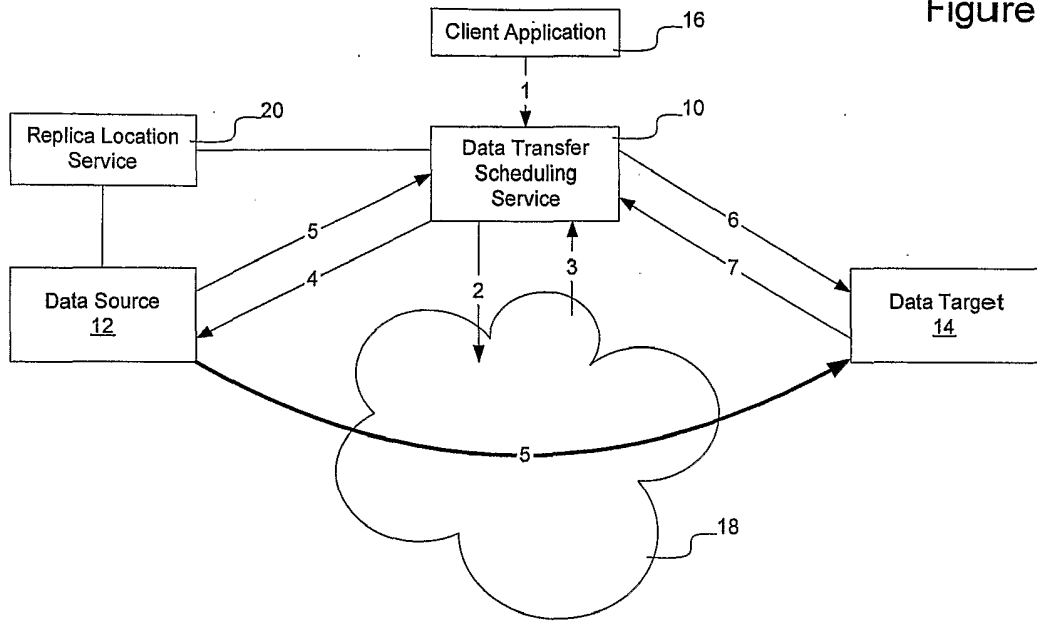 Figure
Client Application
16
1
20
10
Replica Location
Service
Data Transfer
Scheduling
Service
5
6
4
2
3
7
Data Source
12
Data Target
14
5
18